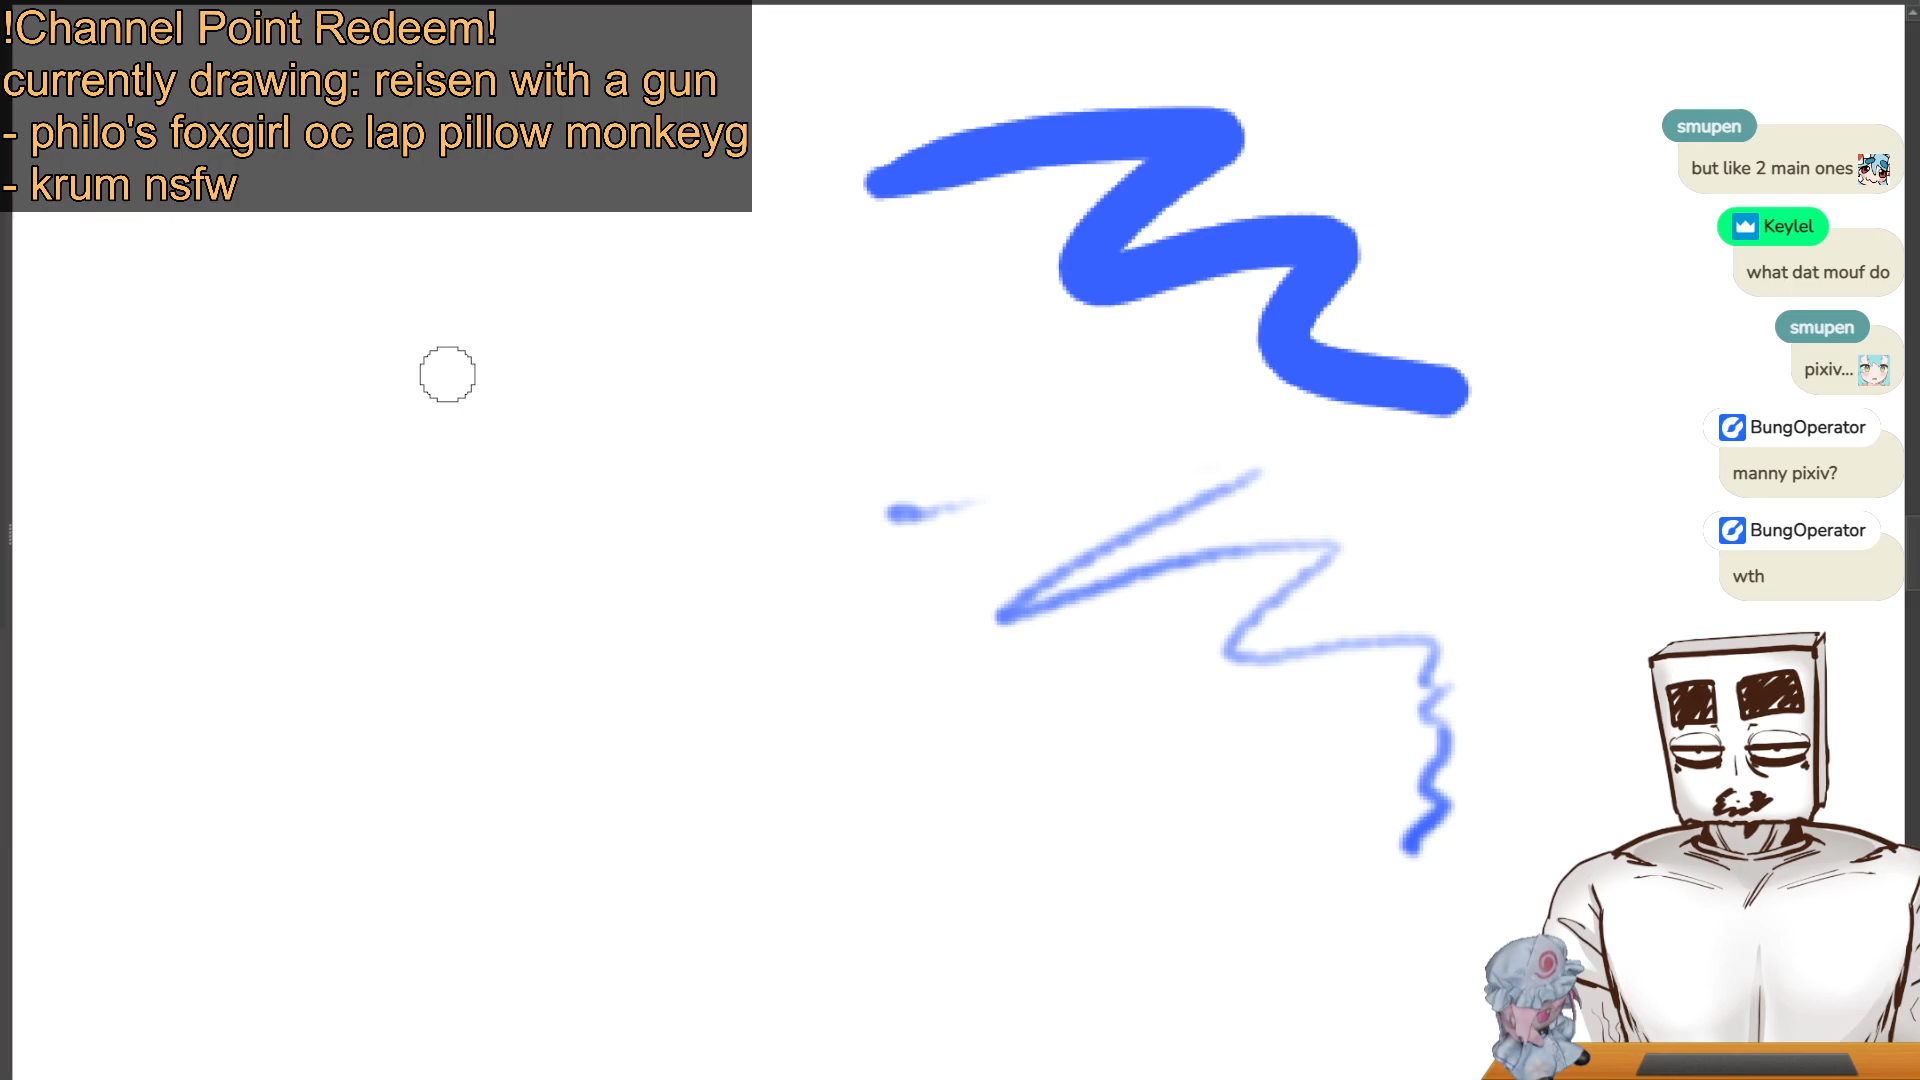 !Channel Point Redeem!
currently drawing: reisen with a gun
- philo's foxgirl oc lap pillow monkeyg
- krum nsfw
smupen
but like 2 main ones
Keylel
what dat mouf do
smupen
pixiv...
BungOperator
manny pixiv?
BungOperator
wth